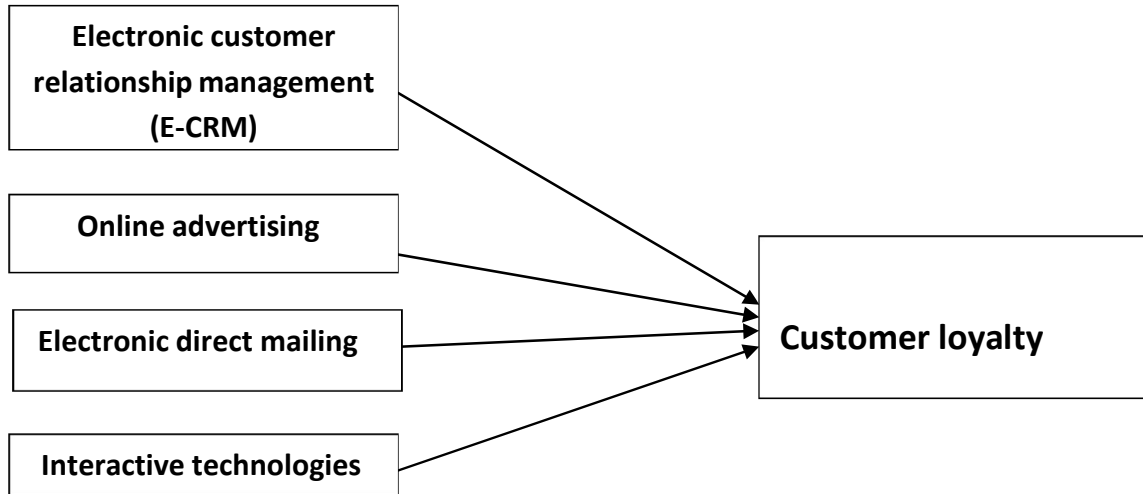 Electronic customer
relationship management
(E-CRM)
Online advertising
Electronic direct mailing
Customer loyalty
Interactive technologies